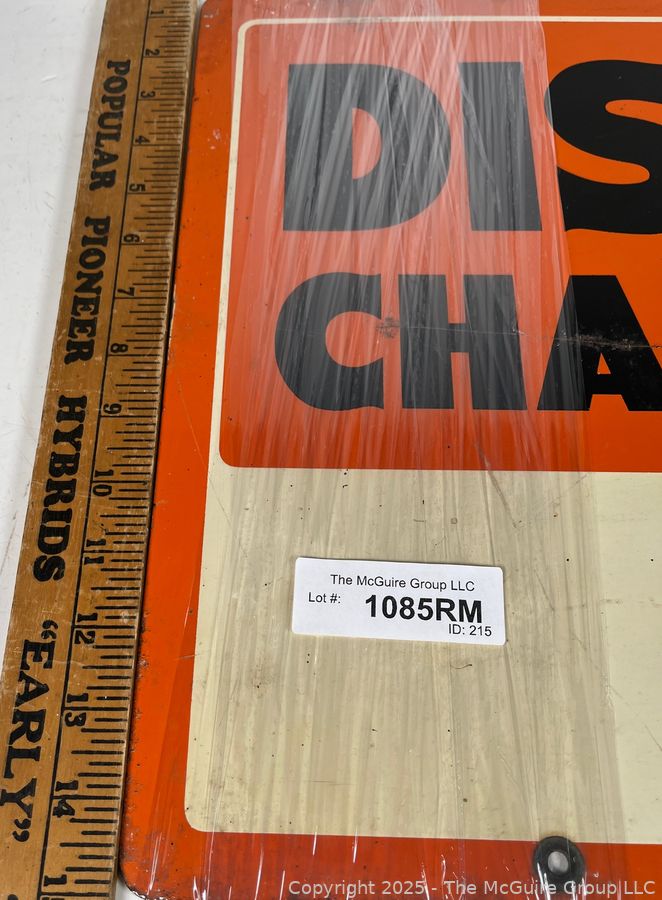 DIS
CHA
The McGuire Group LLC
Lot #: 1085RM
ID: 215
POPULAR PIONEER HYBRIDS "EARLY"
1
2
3
4
5
6
7
8
9
10
11
12
13
14
Copyright 2025 - The McGuire Group LLC